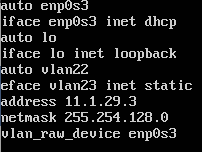 auto enp0s3
iface enp0s3 inet dhcp
auto lo
iface lo inet loopback
auto vlan22
eface vlan23 inet static
address 11.1.29.3
netmask 255.254.128.0
vlan_raw_device enp0s3